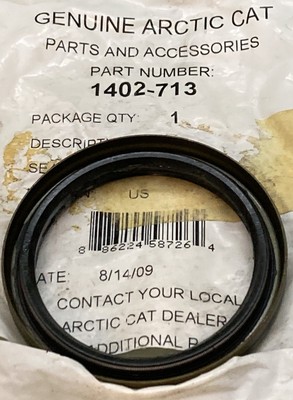 GENUINE ARCTIC CAT
PARTS AND ACCESSORIES
PART NUMBER:
1402-713
PACKAGE QTY: 1
US
8 86224 58726 4
8/14/09
CONTACT YOUR LOCAL
ARCTIC CAT DEALER